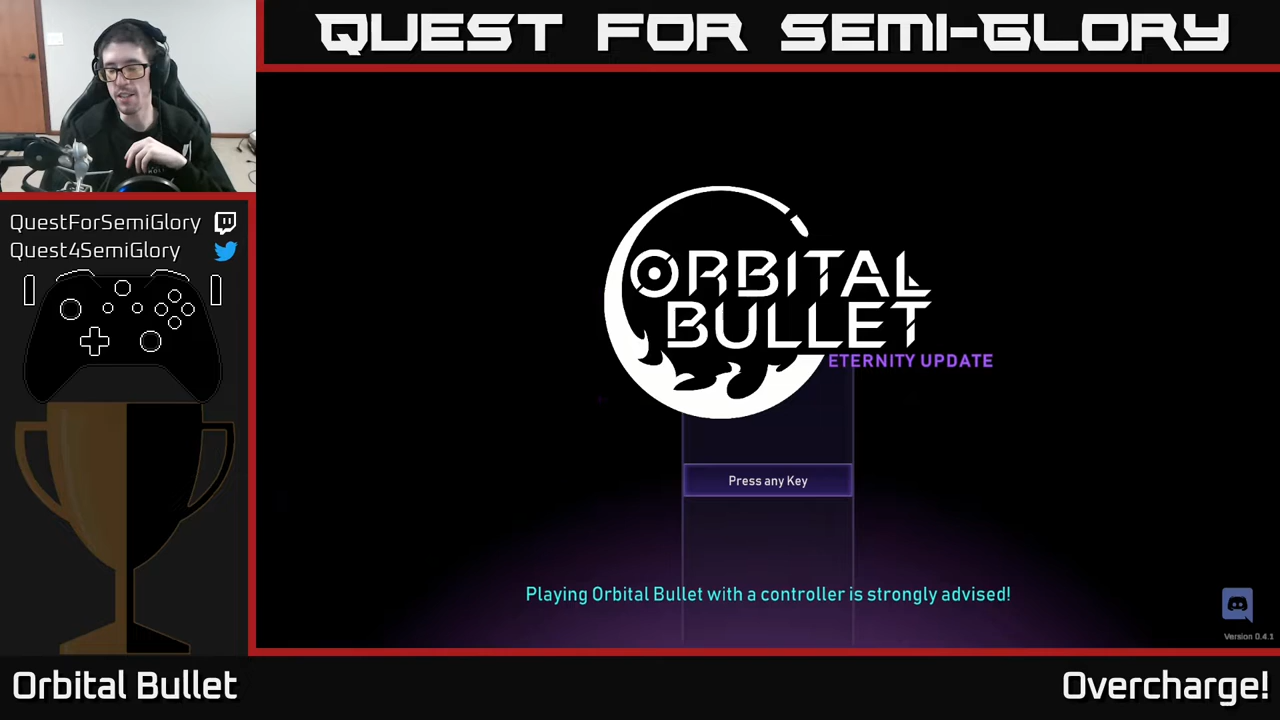 QUEST FOR SEMI-GLORY
QuestForSemiGlory
Quest4SemiGlory
ORBITAL
BULLET
ETERNITY UPDATE
Press any Key
Playing Orbital Bullet with a controller is strongly advised!
Version 0.4.1
Orbital Bullet
Overcharge!